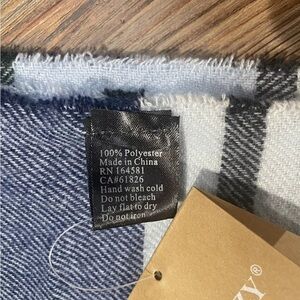 100% Polyester
Made in China
RN 164581
CA#61826
Hand wash cold
Do not bleach
Lay flat to dry
Do not iron